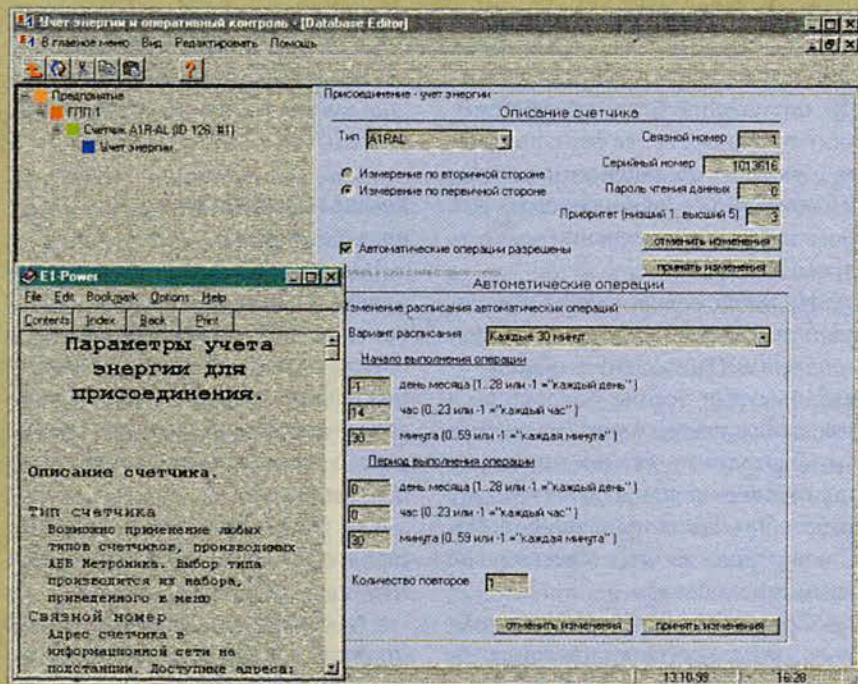 Учет энергии и оперативный контроль - [Database Editor]
В главное меню Вид Редактировать Помощь
Предприятие
ГПП 1
Счетчик A1R-AL (ID 126, #1)
Учет энергии
Присоединение - учет энергии
Описание счетчика
Тип A1RAL
Связной номер 1
Серийный номер 1013616
Измерение по вторичной стороне
Измерение по первичной стороне
Пароль чтения данных 0
Приоритет (низший 1.. высший 5) 3
Автоматические операции разрешены
отменить изменения
принять изменения
Автоматические операции
Изменение расписания автоматических операций
Вариант расписания Каждые 30 минут
Начало выполнения операции
-1 день месяца (1..28 или -1 ="каждый день" )
14 час (0..23 или -1 ="каждый час" )
30 минута (0..59 или -1 ="каждая минута" )
Период выполнения операции
0 день месяца (1..28 или -1 ="каждый день" )
0 час (0..23 или -1 ="каждый час" )
30 минута (0..59 или -1 ="каждая минута" )
Количество повторов 1
отменить изменения принять изменения
E1-Power
File Edit Bookmark Options Help
Contents Index Back Print
Параметры учета
энергии для
присоединения.
Описание счетчика.
Тип счетчика
Возможно применение любых
типов счетчиков, производимых
АББ Метроника. Выбор типа
производится из набора,
приведенного в меню
Связной номер
Адрес счетчика в
информационной сети на
подстанции. Доступные адреса:
13.10.99 16:28